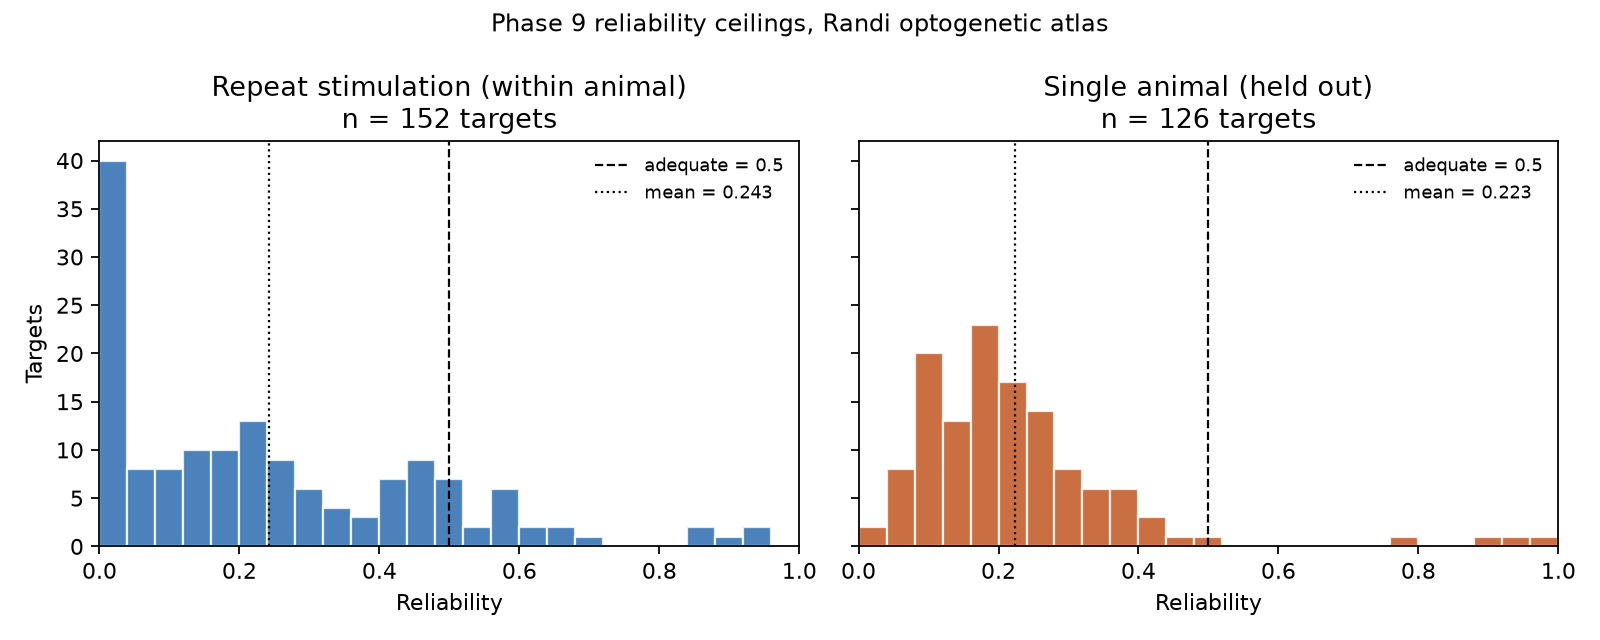 Phase 9 reliability ceilings, Randi optogenetic atlas
Repeat stimulation (within animal)
n = 152 targets
adequate = 0.5
mean = 0.243
Targets
40
35
30
25
20
15
10
5
0
0.0 0.2 0.4 0.6 0.8 1.0
Reliability
Single animal (held out)
n = 126 targets
adequate = 0.5
mean = 0.223
0.0 0.2 0.4 0.6 0.8 1.0
Reliability